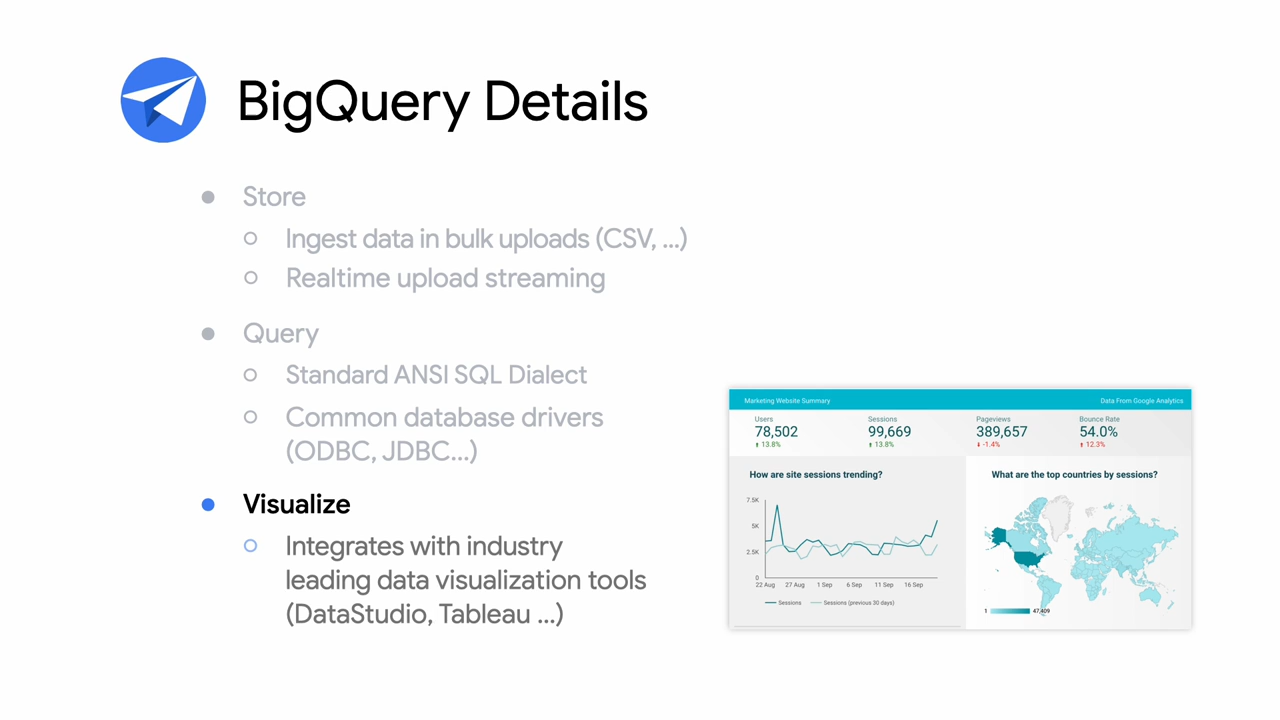 BigQuery Details
● Store
○ Ingest data in bulk uploads (CSV, ...)
○ Realtime upload streaming
● Query
○ Standard ANSI SQL Dialect
○ Common database drivers
(ODBC, JDBC...)
● Visualize
○ Integrates with industry
leading data visualization tools
(DataStudio, Tableau ...)
Marketing Website Summary Data From Google Analytics
Users Sessions Pageviews Bounce Rate
78,502 99,669 389,657 54.0%
⬆ 13.8% ⬆ 13.8% ⬇ -1.4% ⬆ 12.3%
How are site sessions trending?
7.5K
5K
2.5K
0
22 Aug 27 Aug 1 Sep 6 Sep 11 Sep 16 Sep
Sessions Sessions (previous 30 days)
What are the top countries by sessions?
1 47,409